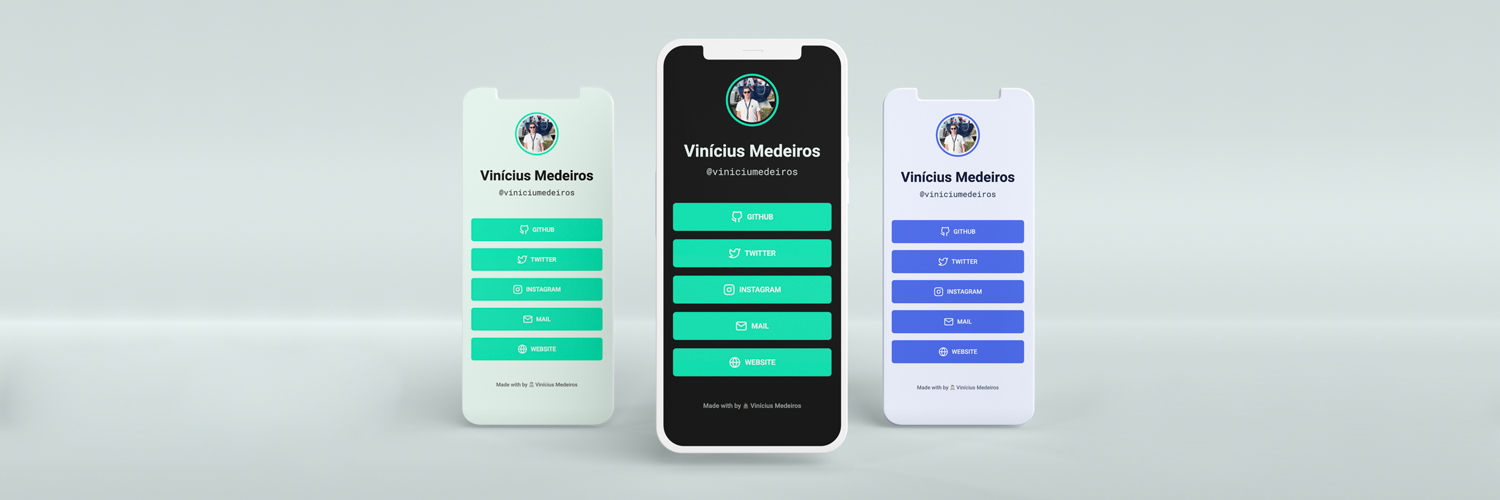 Vinícius Medeiros
@viniciumedeiros
GITHUB
TWITTER
INSTAGRAM
MAIL
WEBSITE
Made with by Vinícius Medeiros
Vinícius Medeiros
@viniciumedeiros
GITHUB
TWITTER
INSTAGRAM
MAIL
WEBSITE
Made with by Vinícius Medeiros
Vinícius Medeiros
@viniciumedeiros
GITHUB
TWITTER
INSTAGRAM
MAIL
WEBSITE
Made with by Vinícius Medeiros